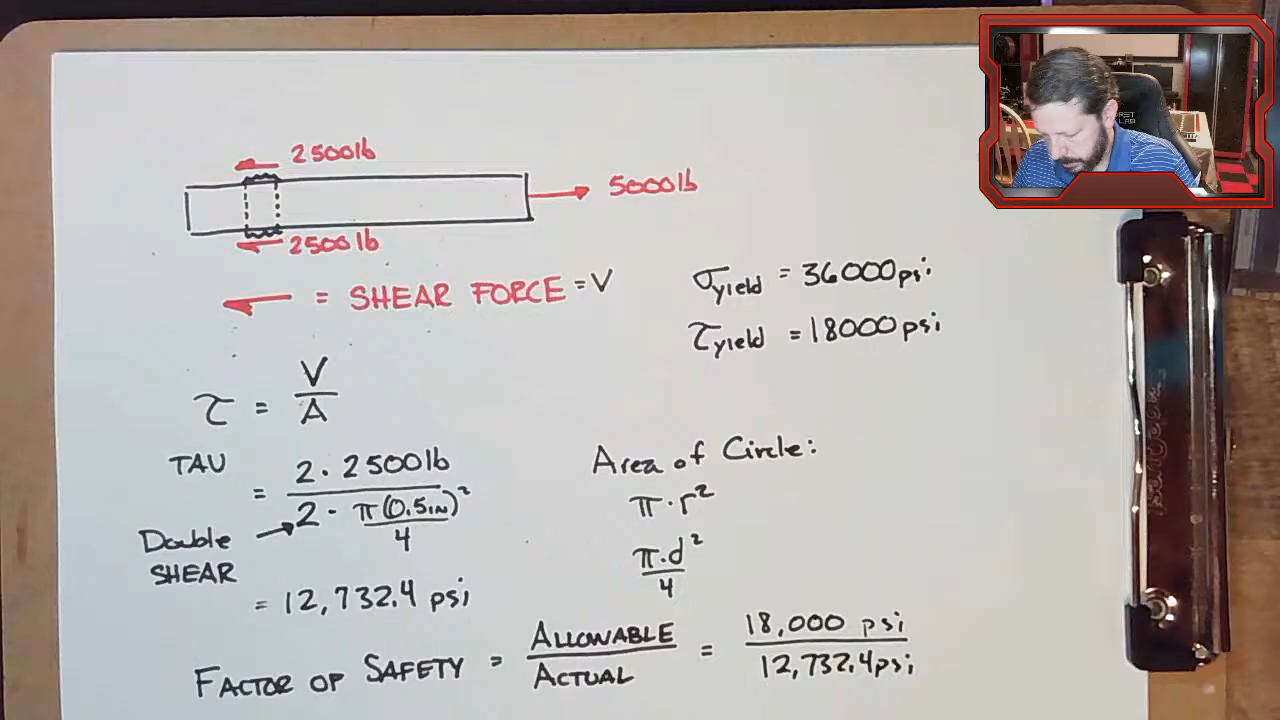 2500lb
5000lb
2500lb
= SHEAR FORCE = V
σyield = 36000psi
τyield = 18000psi
τ = V/A
TAU
= 2 · 2500lb / 2 · π(0.5IN)²/4
Double
SHEAR
= 12,732.4 psi
Area of Circle:
π·r²
π·d²/4
FACTOR OF SAFETY = ALLOWABLE/ACTUAL = 18,000 psi/12,732.4psi